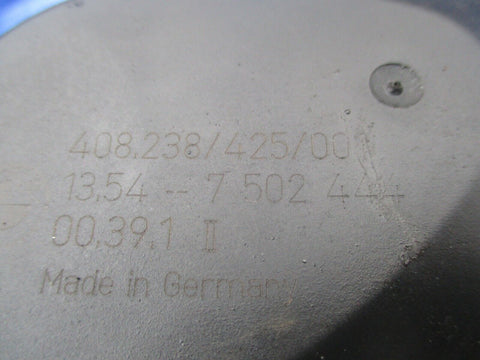 408.238/425/001
13.54 -- 7 502 444
00.39.1 II
Made in Germany